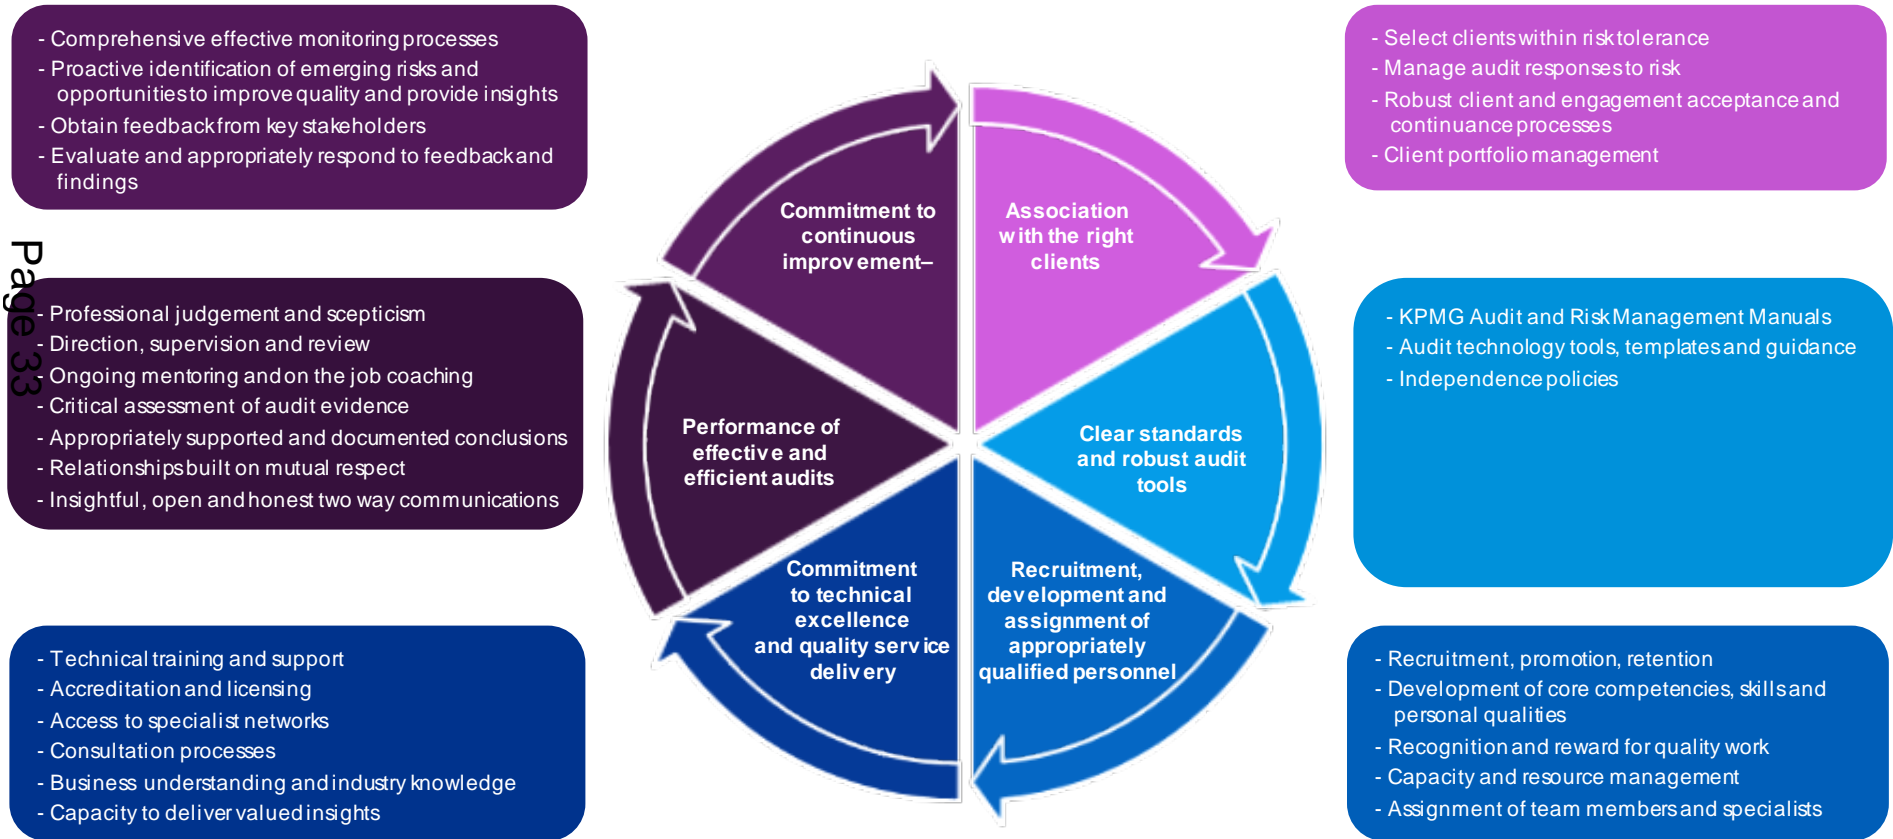 - Comprehensive effective monitoring processes
- Proactive identification of emerging risks and
opportunities to improve quality and provide insights
- Obtain feedback from key stakeholders
- Evaluate and appropriately respond to feedback and
findings
- Select clients within risk tolerance
- Manage audit responses to risk
- Robust client and engagement acceptance and
continuance processes
- Client portfolio management
Commitment to
continuous
improvement–
Association
with the right
clients
Page 33
- Professional judgement and scepticism
- Direction, supervision and review
- Ongoing mentoring and on the job coaching
- Critical assessment of audit evidence
- Appropriately supported and documented conclusions
- Relationships built on mutual respect
- Insightful, open and honest two way communications
Performance of
effective and
efficient audits
Clear standards
and robust audit
tools
- KPMG Audit and Risk Management Manuals
- Audit technology tools, templates and guidance
- Independence policies
Commitment
to technical
excellence
and quality service
delivery
Recruitment,
development and
assignment of
appropriately
qualified personnel
- Technical training and support
- Accreditation and licensing
- Access to specialist networks
- Consultation processes
- Business understanding and industry knowledge
- Capacity to deliver valued insights
- Recruitment, promotion, retention
- Development of core competencies, skills and
personal qualities
- Recognition and reward for quality work
- Capacity and resource management
- Assignment of team members and specialists